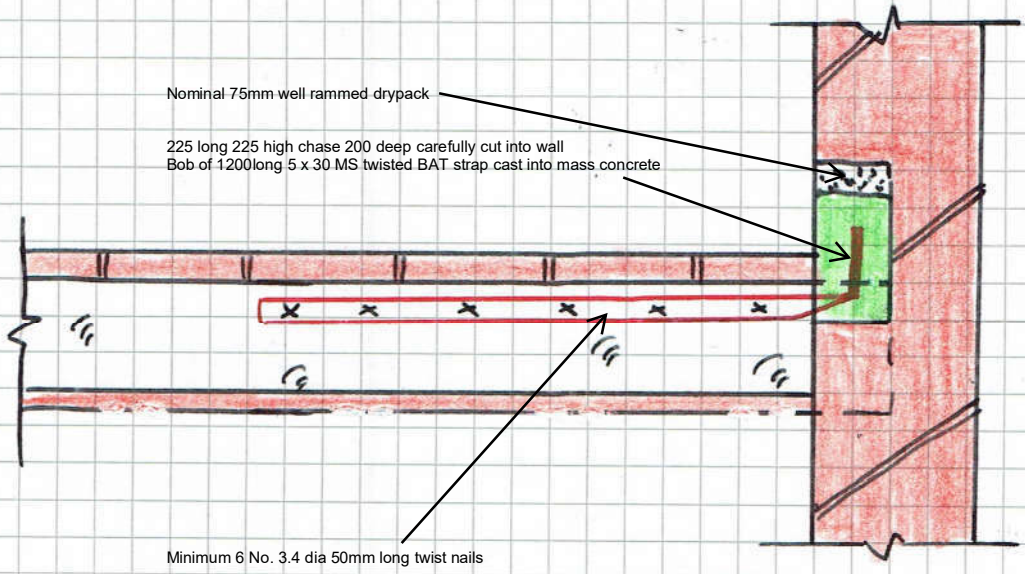 Nominal 75mm well rammed drypack
225 long 225 high chase 200 deep carefully cut into wall
Bob of 1200long 5 x 30 MS twisted BAT strap cast into mass concrete
Minimum 6 No. 3.4 dia 50mm long twist nails